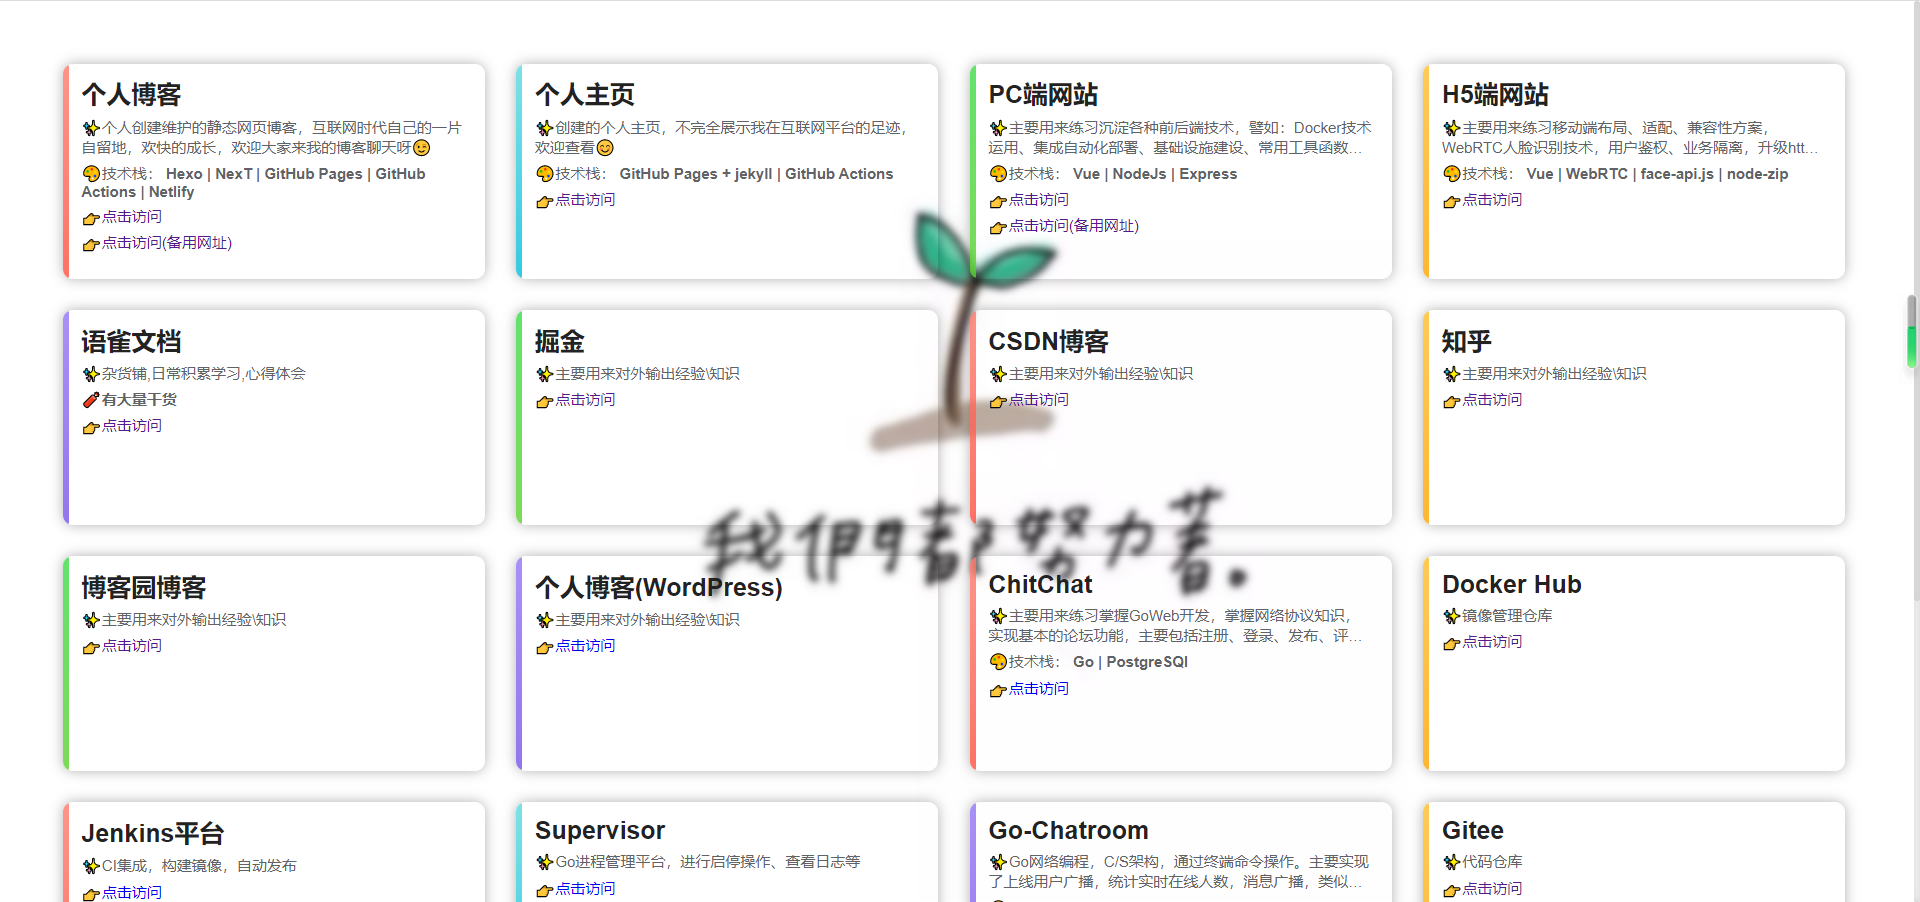 个人博客
✨个人创建维护的静态网页博客，互联网时代自己的一片
自留地，欢快的成长，欢迎大家来我的博客聊天呀😉
🎨技术栈： Hexo | NexT | GitHub Pages | GitHub
Actions | Netlify
👉点击访问
👉点击访问(备用网址)
个人主页
✨创建的个人主页，不完全展示我在互联网平台的足迹，
欢迎查看😊
🎨技术栈： GitHub Pages + jekyll | GitHub Actions
👉点击访问
PC端网站
✨主要用来练习沉淀各种前后端技术，譬如：Docker技术
运用、集成自动化部署、基础设施建设、常用工具函数...
🎨技术栈： Vue | NodeJs | Express
👉点击访问
👉点击访问(备用网址)
H5端网站
✨主要用来练习移动端布局、适配、兼容性方案，
WebRTC人脸识别技术，用户鉴权、业务隔离，升级htt...
🎨技术栈： Vue | WebRTC | face-api.js | node-zip
👉点击访问
语雀文档
✨杂货铺,日常积累学习,心得体会
🧨有大量干货
👉点击访问
掘金
✨主要用来对外输出经验\知识
👉点击访问
CSDN博客
✨主要用来对外输出经验\知识
👉点击访问
知乎
✨主要用来对外输出经验\知识
👉点击访问
我們都努力著.
博客园博客
✨主要用来对外输出经验\知识
👉点击访问
个人博客(WordPress)
✨主要用来对外输出经验\知识
👉点击访问
ChitChat
✨主要用来练习掌握GoWeb开发，掌握网络协议知识，
实现基本的论坛功能，主要包括注册、登录、发布、评...
🎨技术栈： Go | PostgreSQl
👉点击访问
Docker Hub
✨镜像管理仓库
👉点击访问
Jenkins平台
✨CI集成，构建镜像，自动发布
👉点击访问
Supervisor
✨Go进程管理平台，进行启停操作、查看日志等
👉点击访问
Go-Chatroom
✨Go网络编程，C/S架构，通过终端命令操作。主要实现
了上线用户广播，统计实时在线人数，消息广播，类似...
Gitee
✨代码仓库
👉点击访问